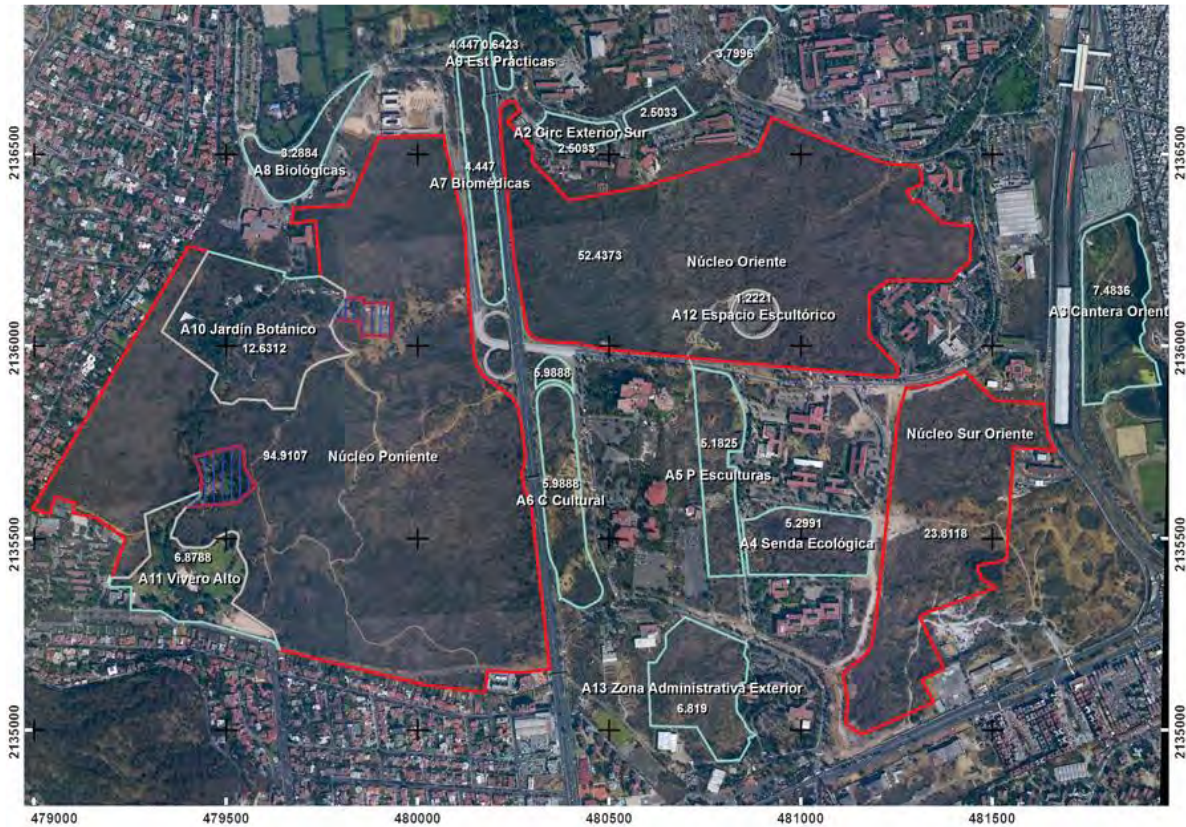 4.447 0.6423
A9 Est Prácticas
3.7996
2.5033
A2 Circ Exterior Sur
2.5033
3.2884
A8 Biológicas
4.447
A7 Biomédicas
52.4373
Núcleo Oriente
1.2221
A12 Espacio Escultórico
7.4836
A3 Cantera Orient
A10 Jardín Botánico
12.6312
5.9888
94.9107
Núcleo Poniente
5.1825
A5 P Esculturas
Núcleo Sur Oriente
5.9888
A6 C Cultural
5.2991
A4 Senda Ecológica
23.8118
6.8788
A11 Vivero Alto
A13 Zona Administrativa Exterior
6.819
2136500
2136000
2135500
2135000
2136500
2136000
2135500
2135000
479000
479500
480000
480500
481000
481500